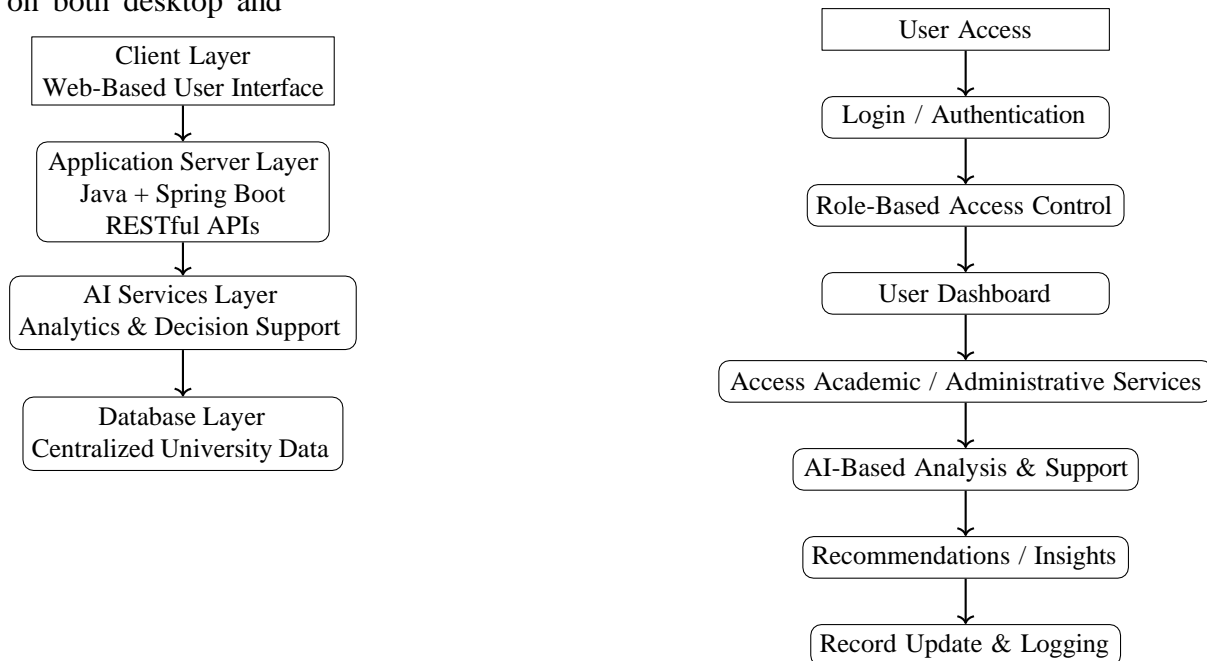 on both desktop and
Client Layer
Web-Based User Interface
Application Server Layer
Java + Spring Boot
RESTful APIs
AI Services Layer
Analytics & Decision Support
Database Layer
Centralized University Data
User Access
Login / Authentication
Role-Based Access Control
User Dashboard
Access Academic / Administrative Services
AI-Based Analysis & Support
Recommendations / Insights
Record Update & Logging